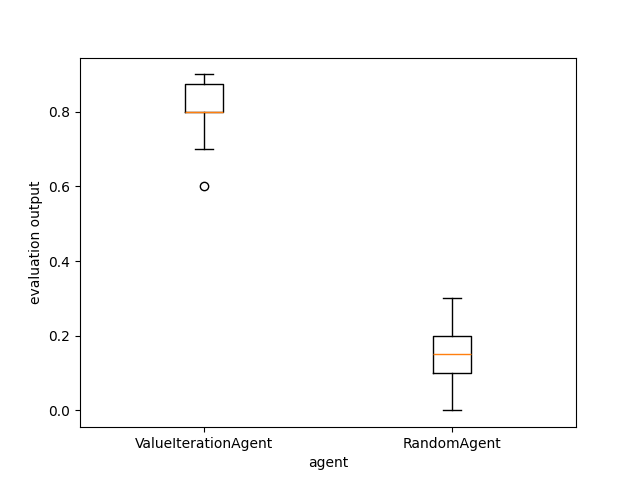 evaluation output
0.8
0.6
0.4
0.2
0.0
ValueIterationAgent
RandomAgent
agent